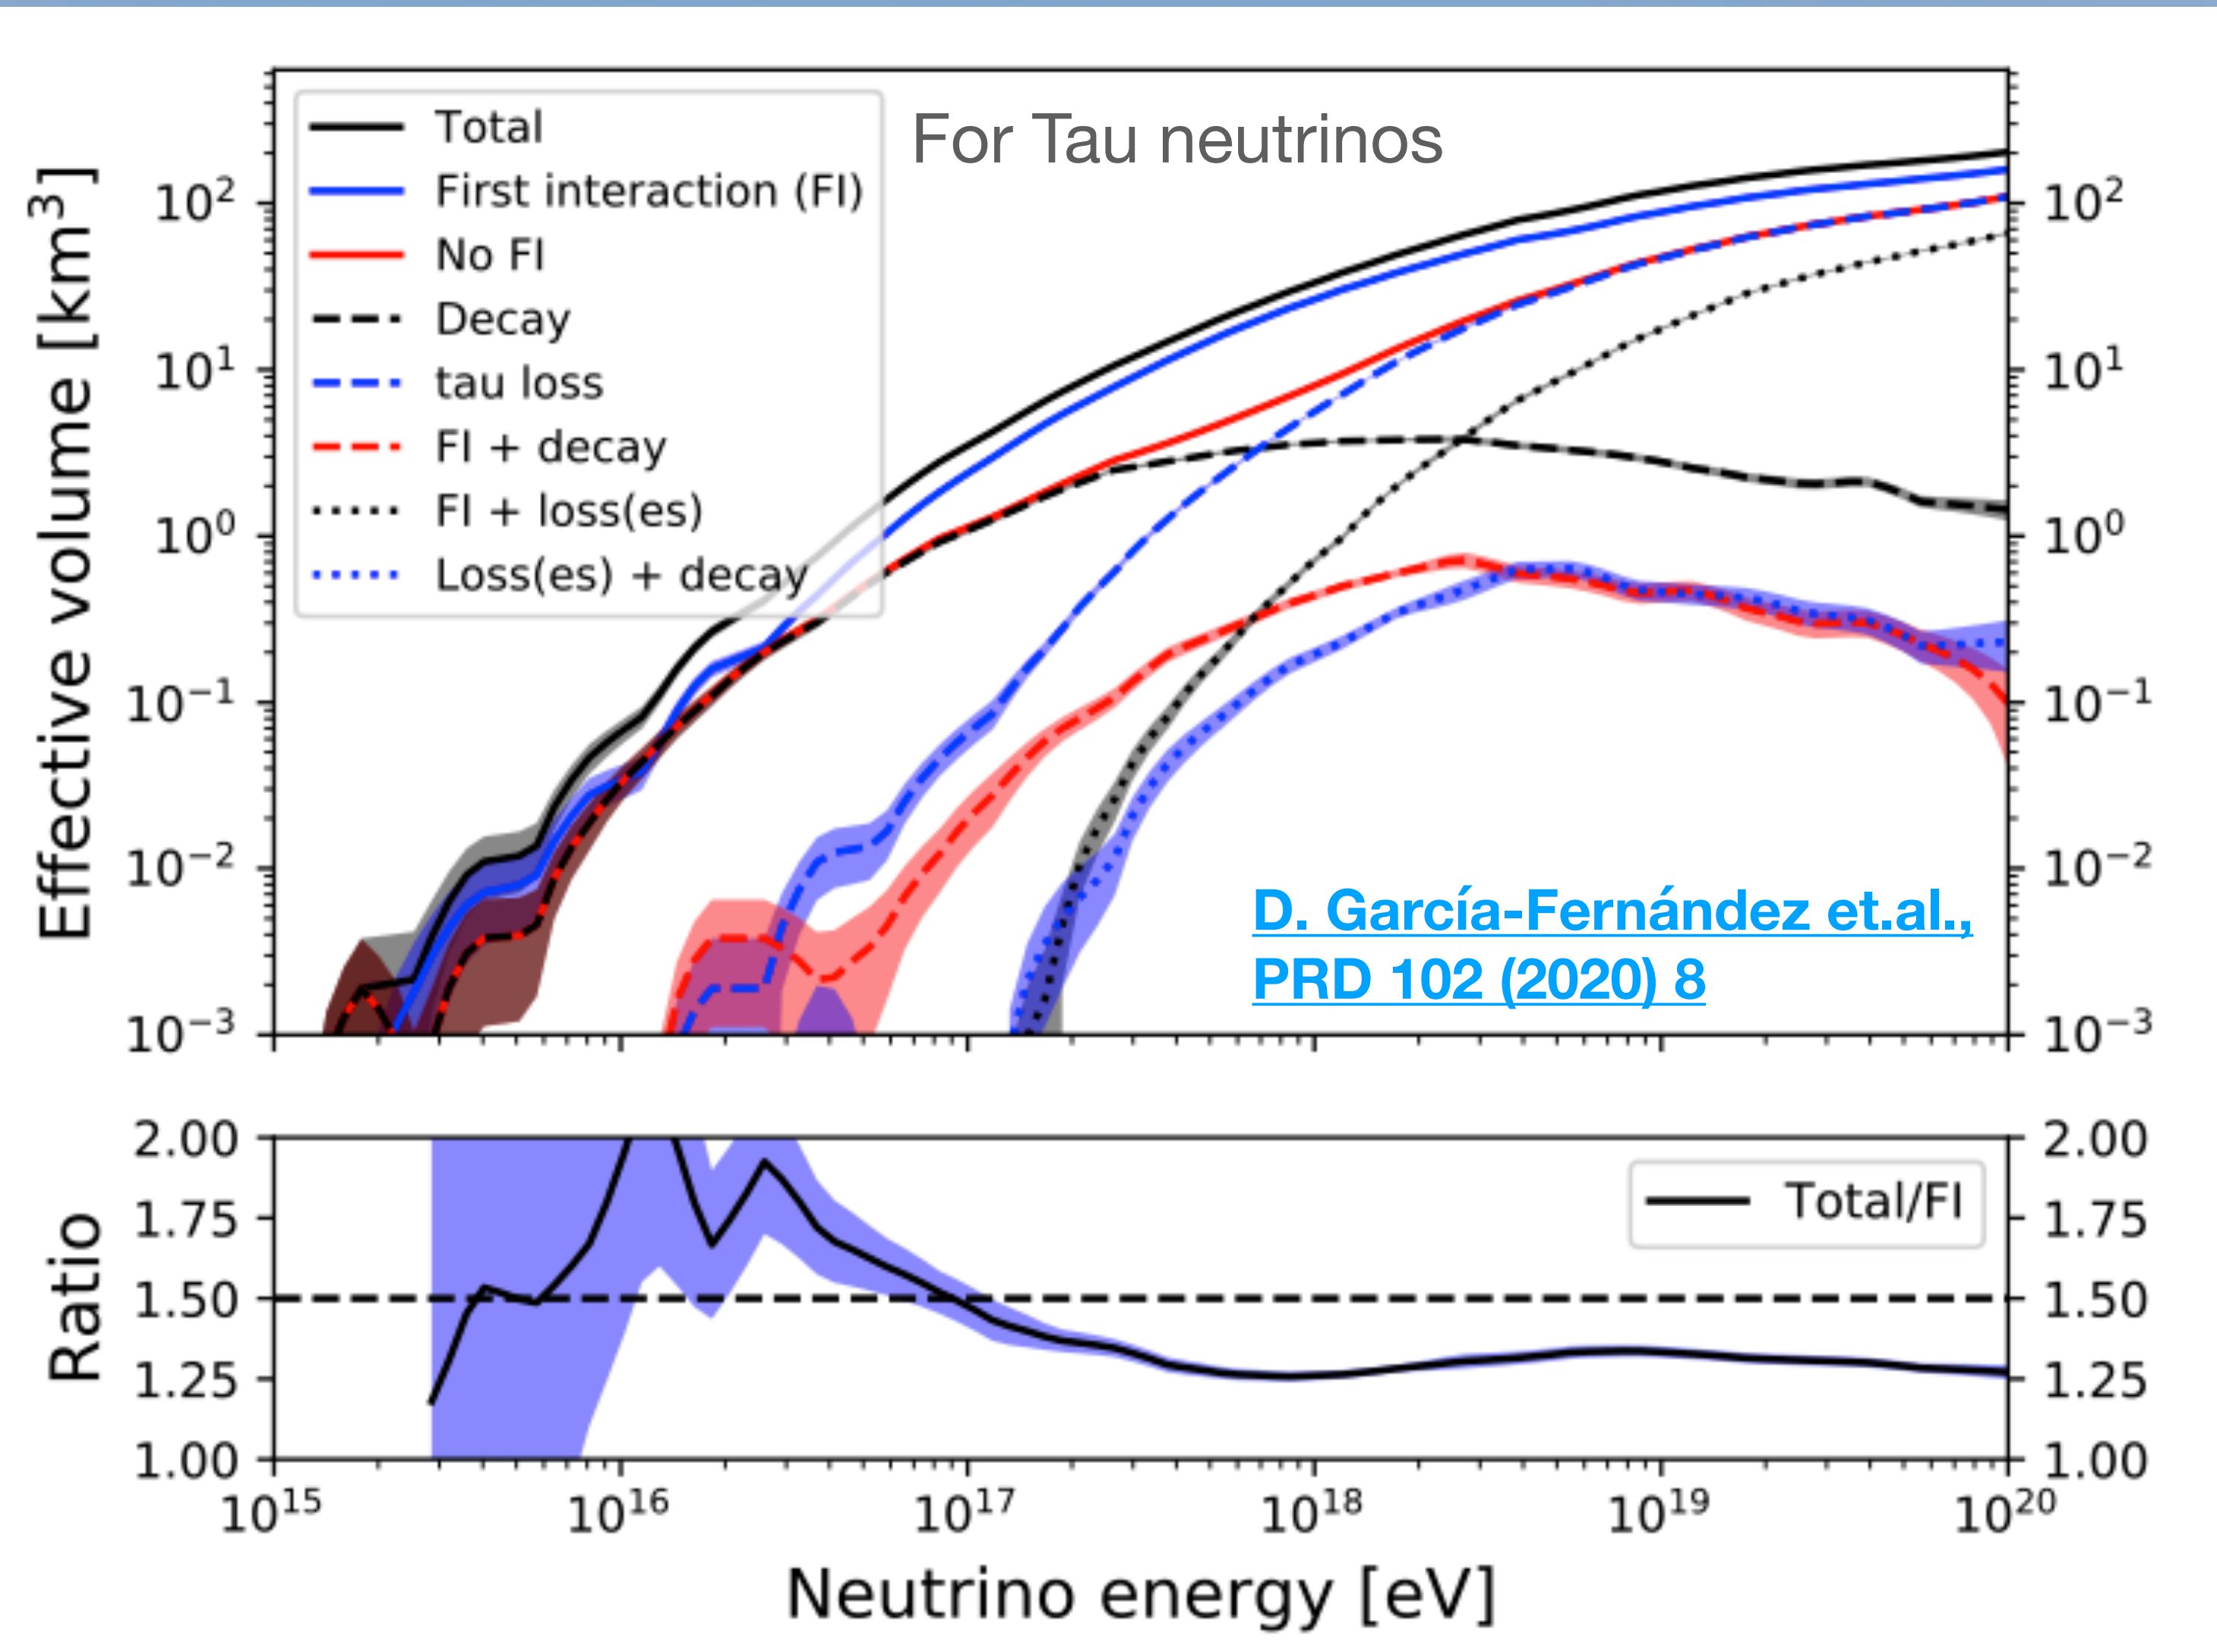 For Tau neutrinos
Total
First interaction (FI)
No FI
Decay
tau loss
FI + decay
FI + loss(es)
Loss(es) + decay
Effective volume [km³]
10²
10¹
10⁰
10⁻¹
10⁻²
10⁻³
10²
10¹
10⁰
10⁻¹
10⁻²
10⁻³
D. García-Fernández et.al.,
PRD 102 (2020) 8
Ratio
2.00
1.75
1.50
1.25
1.00
Total/FI
2.00
1.75
1.50
1.25
1.00
10¹⁵ 10¹⁶ 10¹⁷ 10¹⁸ 10¹⁹ 10²⁰
Neutrino energy [eV]